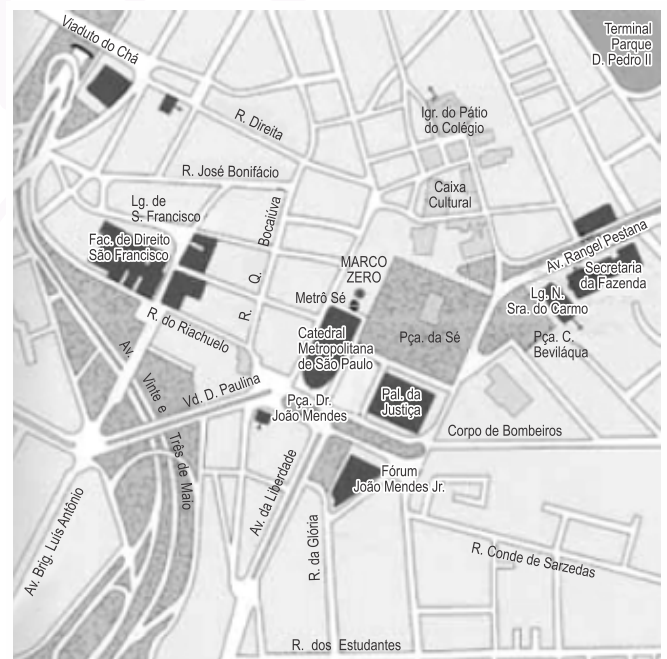 Viaduto do Chá
Terminal
Parque
D. Pedro II
R. Direita
Igr. do Pátio
do Colégio
R. José Bonifácio
Caixa
Cultural
Lg. de
S. Francisco
Fac. de Direito
São Francisco
R. Q. Bocaiúva
MARCO
ZERO
Metrô Sé
Av. Rangel Pestana
Secretaria
da Fazenda
Lg. N.
Sra. do Carmo
R. do Riachuelo
Catedral
Metropolitana
de São Paulo
Pça. da Sé
Pça. C.
Beviláqua
Av. Vinte e Três de Maio
Vd. D. Paulina
Pça. Dr.
João Mendes
Pal. da
Justiça
Corpo de Bombeiros
Fórum
João Mendes Jr.
Av. Brig. Luís Antônio
Av. da Liberdade
R. da Glória
R. Conde de Sarzedas
R. dos Estudantes